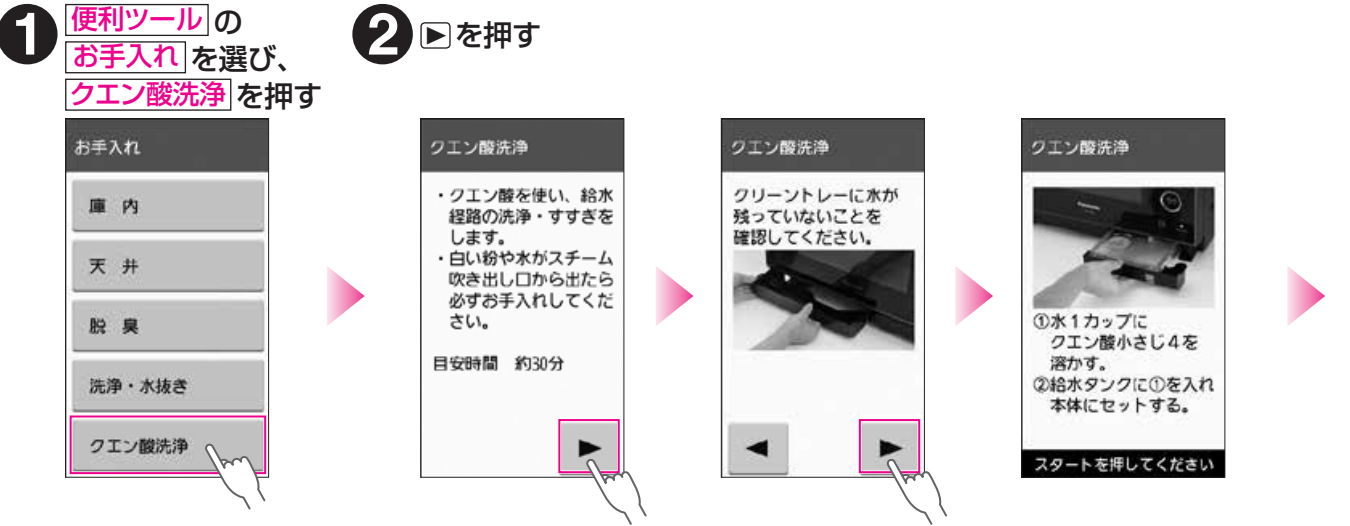 1 便利ツールの
お手入れを選び、
クエン酸洗浄を押す
2 ▶を押す
お手入れ
庫 内
天 井
脱 臭
洗浄・水抜き
クエン酸洗浄
クエン酸洗浄
・クエン酸を使い、給水
経路の洗浄・すすぎを
します。
・白い粉や水がスチーム
吹き出し口から出たら
必ずお手入れしてくだ
さい。
目安時間 約30分
▶
クエン酸洗浄
クリーントレーに水が
残っていないことを
確認してください。
◀ ▶
クエン酸洗浄
Panasonic
①水1カップに
クエン酸小さじ4を
溶かす。
②給水タンクに①を入れ
本体にセットする。
スタートを押してください